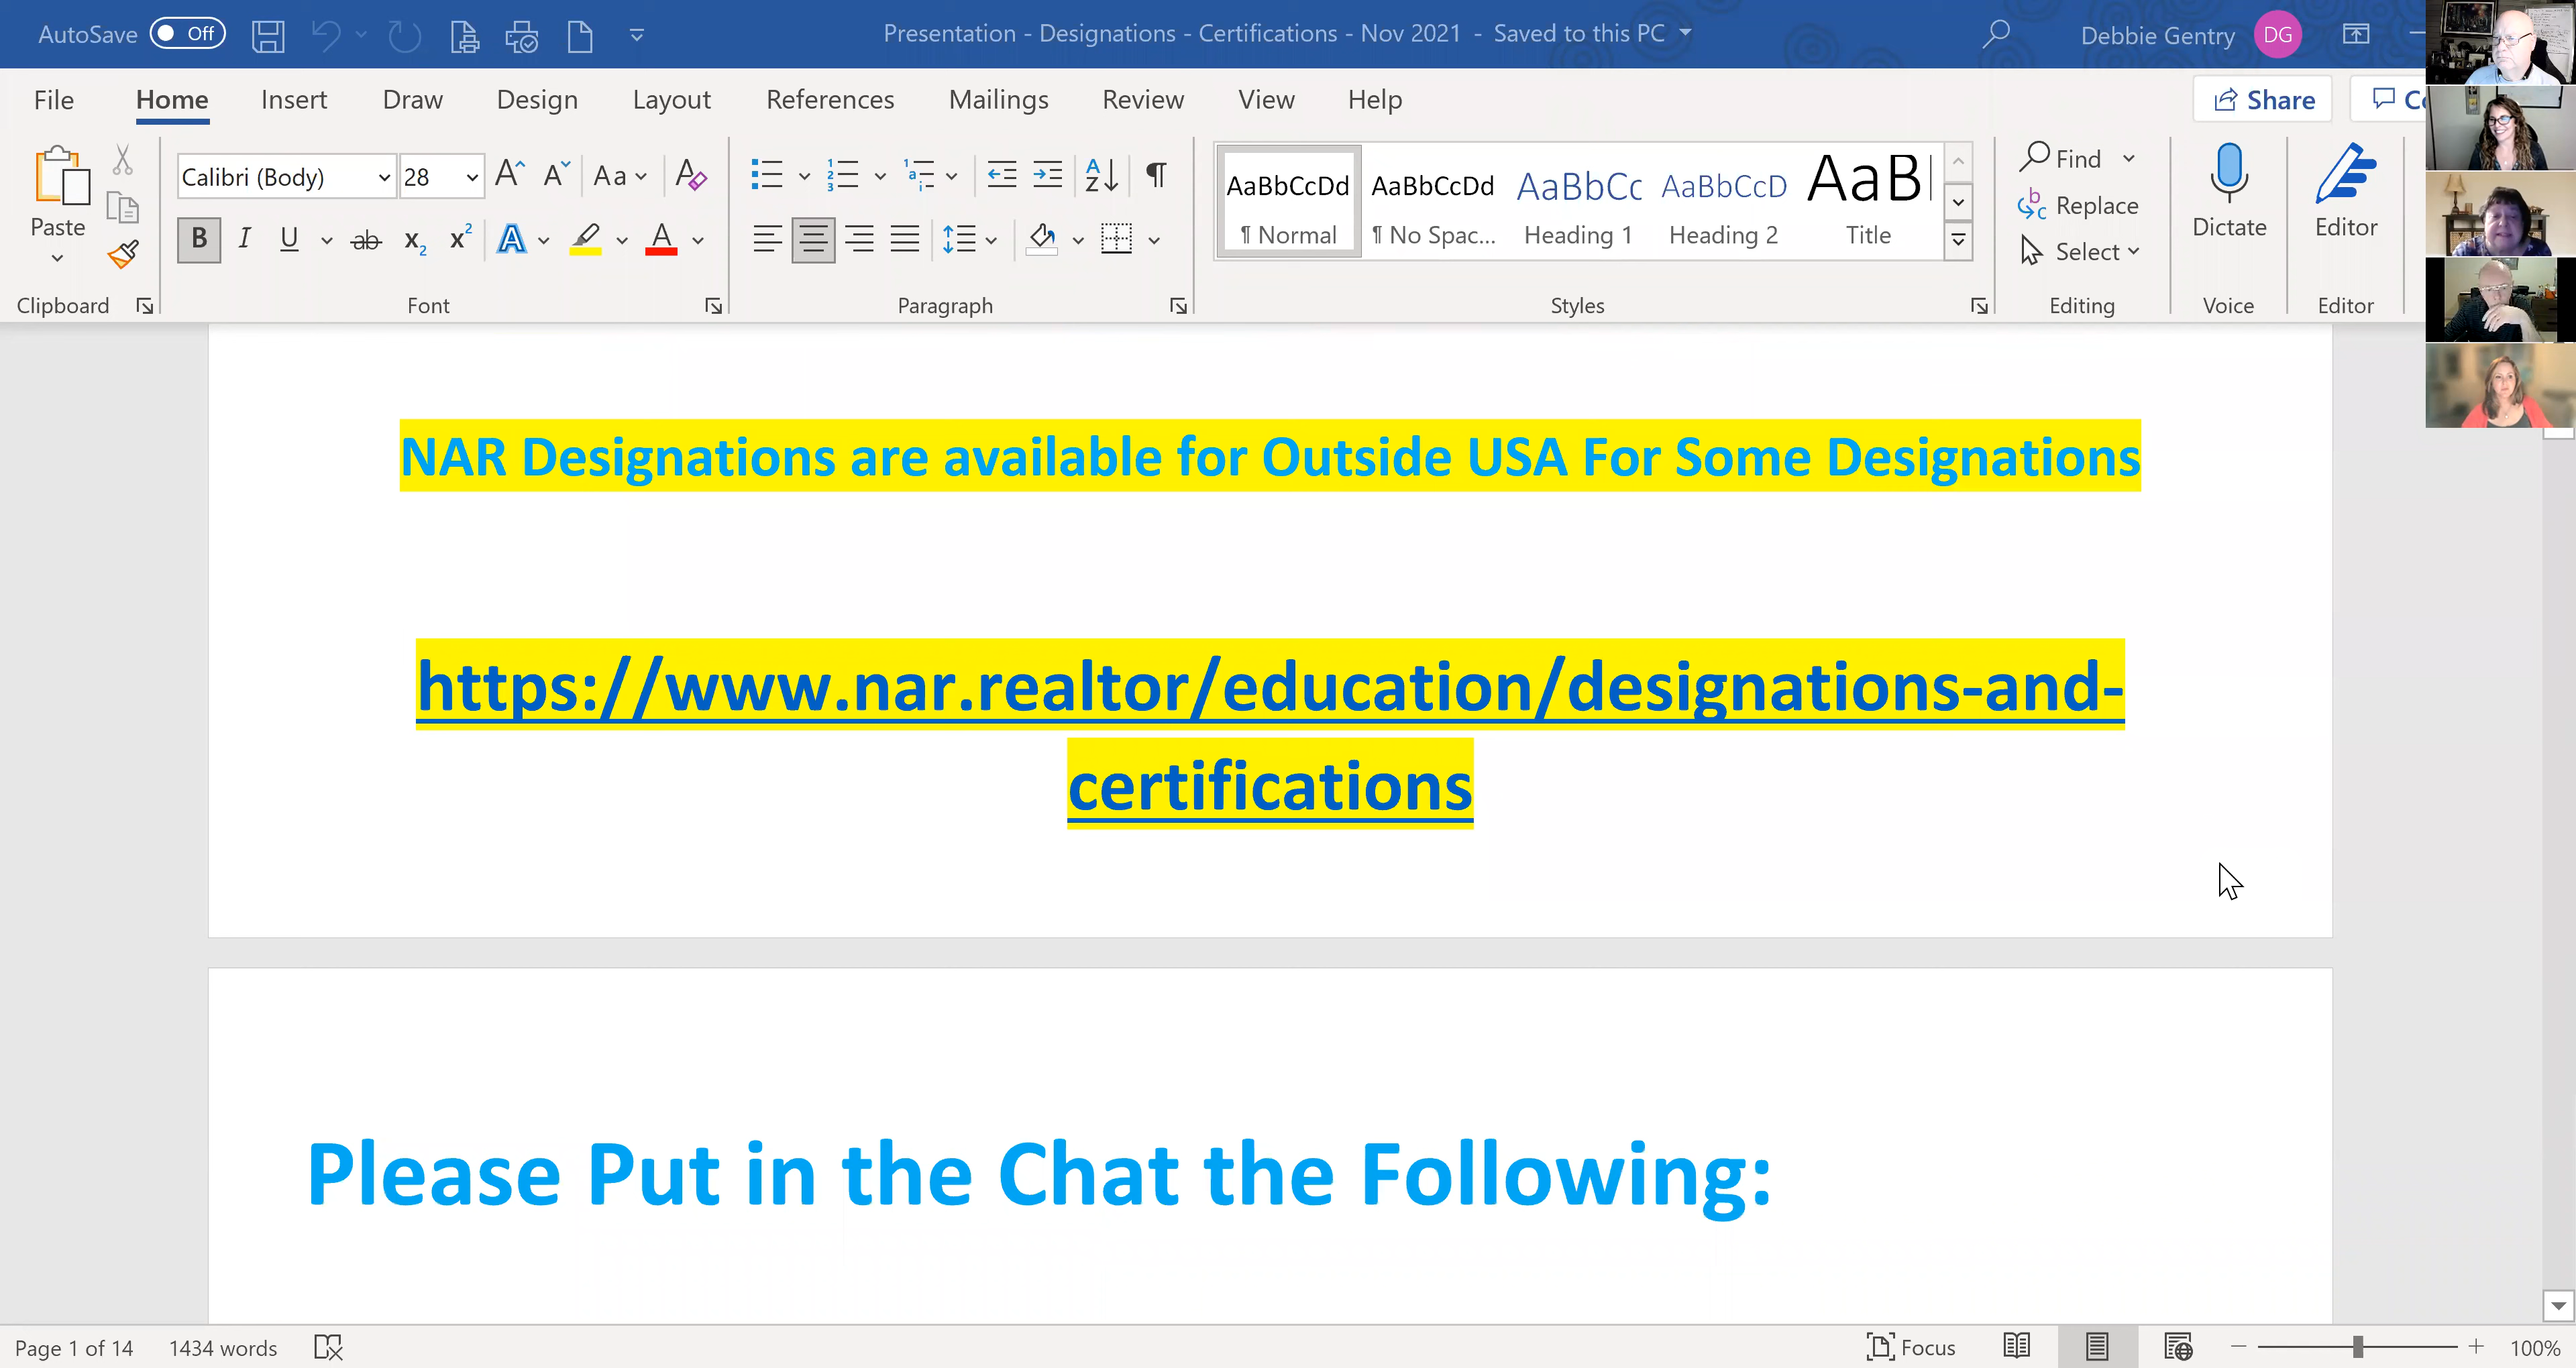 AutoSave Off
Presentation - Designations - Certifications - Nov 2021 - Saved to this PC
Debbie Gentry DG
File Home Insert Draw Design Layout References Mailings Review View Help
Share
Paste
Clipboard
Calibri (Body) 28
Font
Paragraph
AaBbCcDd AaBbCcDd AaBbCc AaBbCcD AaB
¶ Normal ¶ No Spac... Heading 1 Heading 2 Title
Styles
Find
Replace
Select
Editing
Dictate
Voice
Editor
Editor
NAR Designations are available for Outside USA For Some Designations
https://www.nar.realtor/education/designations-and-
certifications
Please Put in the Chat the Following:
Page 1 of 14 1434 words
Focus
100%